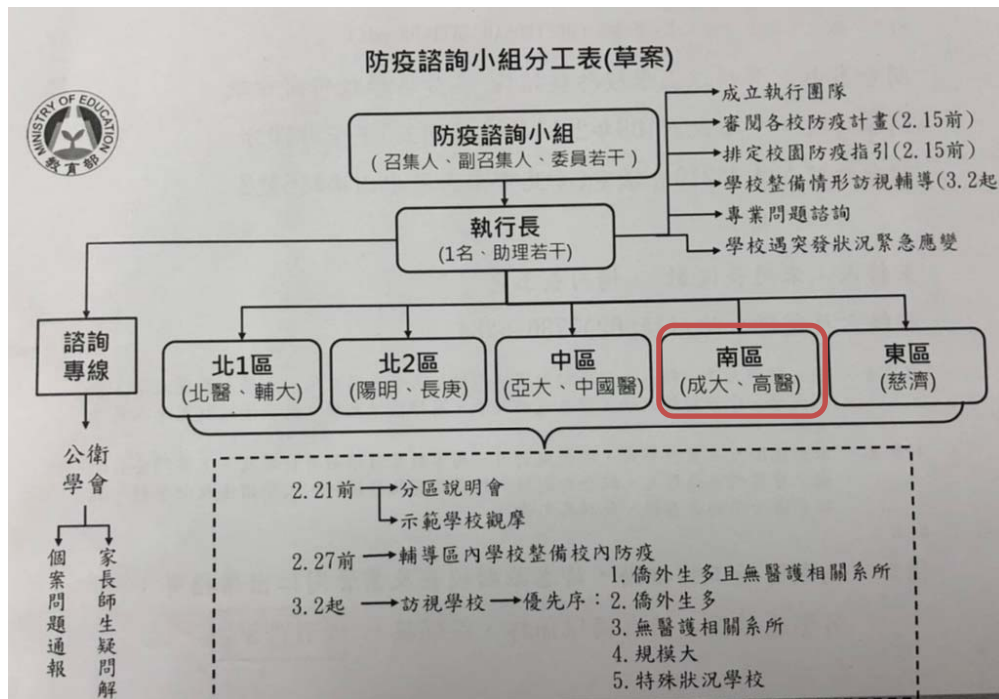 防疫諮詢小組分工表(草案)
MINISTRY OF EDUCATION
教育部
防疫諮詢小組
(召集人、副召集人、委員若干)
成立執行團隊
審閱各校防疫計畫(2.15前)
排定校園防疫指引(2.15前)
學校整備情形訪視輔導(3.2起
專業問題諮詢
學校遇突發狀況緊急應變
執行長
(1名、助理若干)
諮詢
專線
北1區
(北醫、輔大)
北2區
(陽明、長庚)
中區
(亞大、中國醫)
南區
(成大、高醫)
東區
(慈濟)
公衛
學會
個案問題通報
家長師生疑問解
2.21前
分區說明會
示範學校觀摩
2.27前
輔導區內學校整備校內防疫
3.2起
訪視學校
優先序：
1.僑外生多且無醫護相關系所
2.僑外生多
3.無醫護相關系所
4.規模大
5.特殊狀況學校